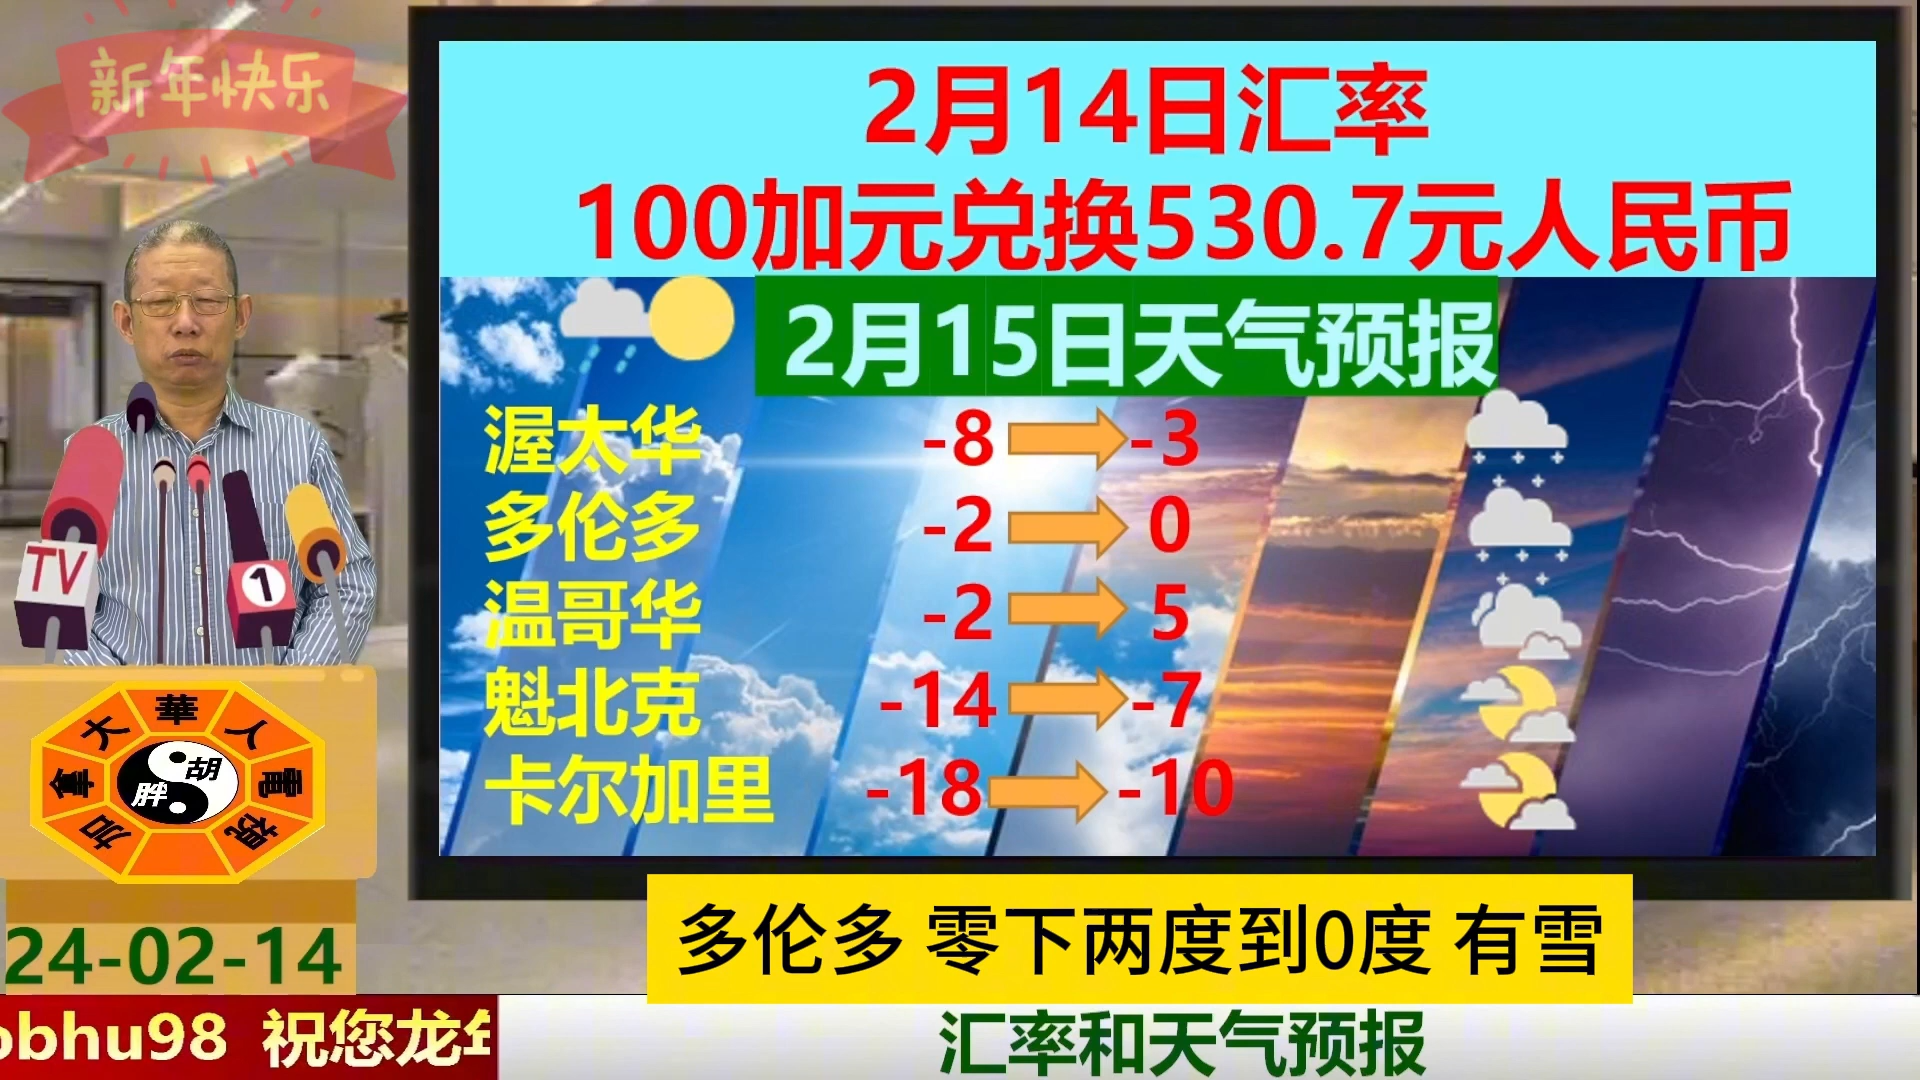 新年快乐
2月14日汇率
100加元兑换530.7元人民币
2月15日天气预报
渥太华 -8 -3
多伦多 -2 0
温哥华 -2 5
魁北克 -14 -7
卡尔加里 -18 -10
TV
1
加拿大華人電視
胡
胖
24-02-14
多伦多 零下两度到0度 有雪
obhu98 祝您龙年
汇率和天气预报